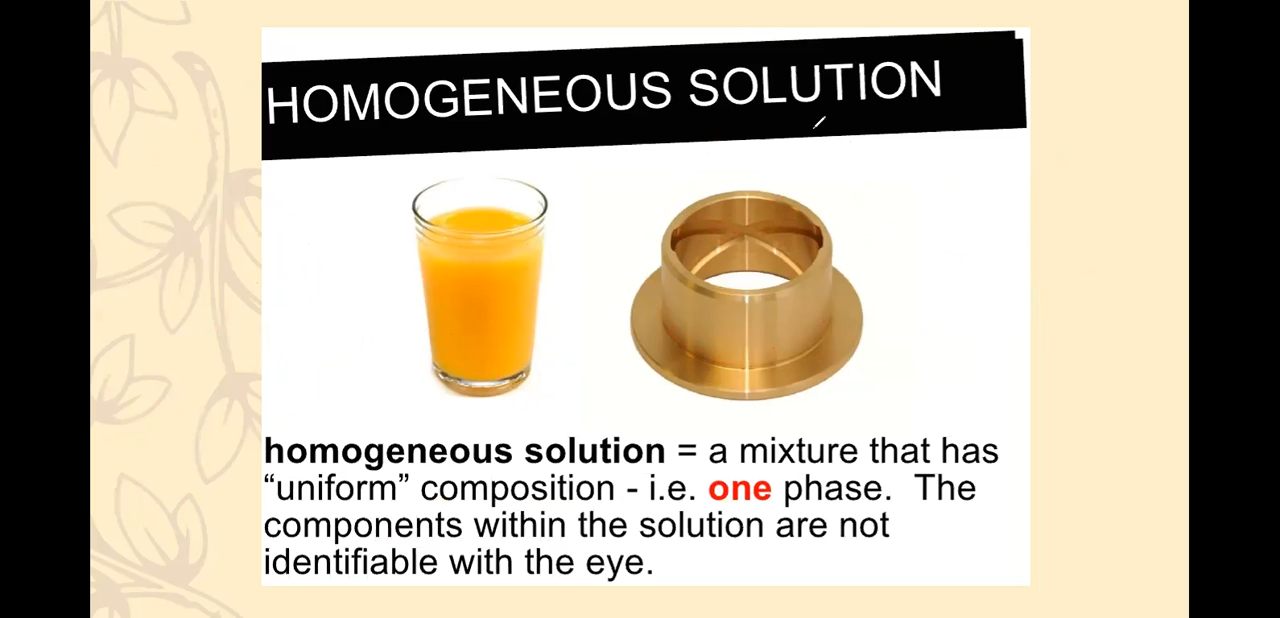 HOMOGENEOUS SOLUTION
homogeneous solution = a mixture that has
“uniform” composition - i.e. one phase.  The
components within the solution are not
identifiable with the eye.